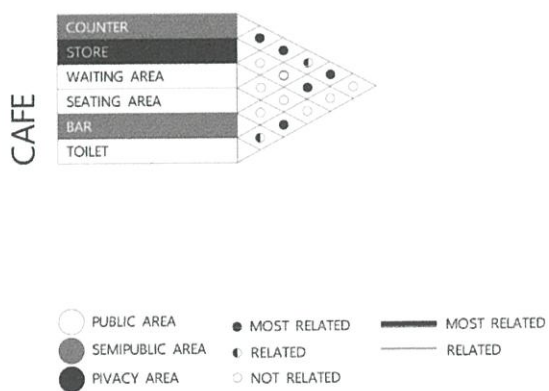 CAFE
COUNTER
STORE
WAITING AREA
SEATING AREA
BAR
TOILET
PUBLIC AREA
SEMIPUBLIC AREA
PIVACY AREA
MOST RELATED
RELATED
NOT RELATED
MOST RELATED
RELATED